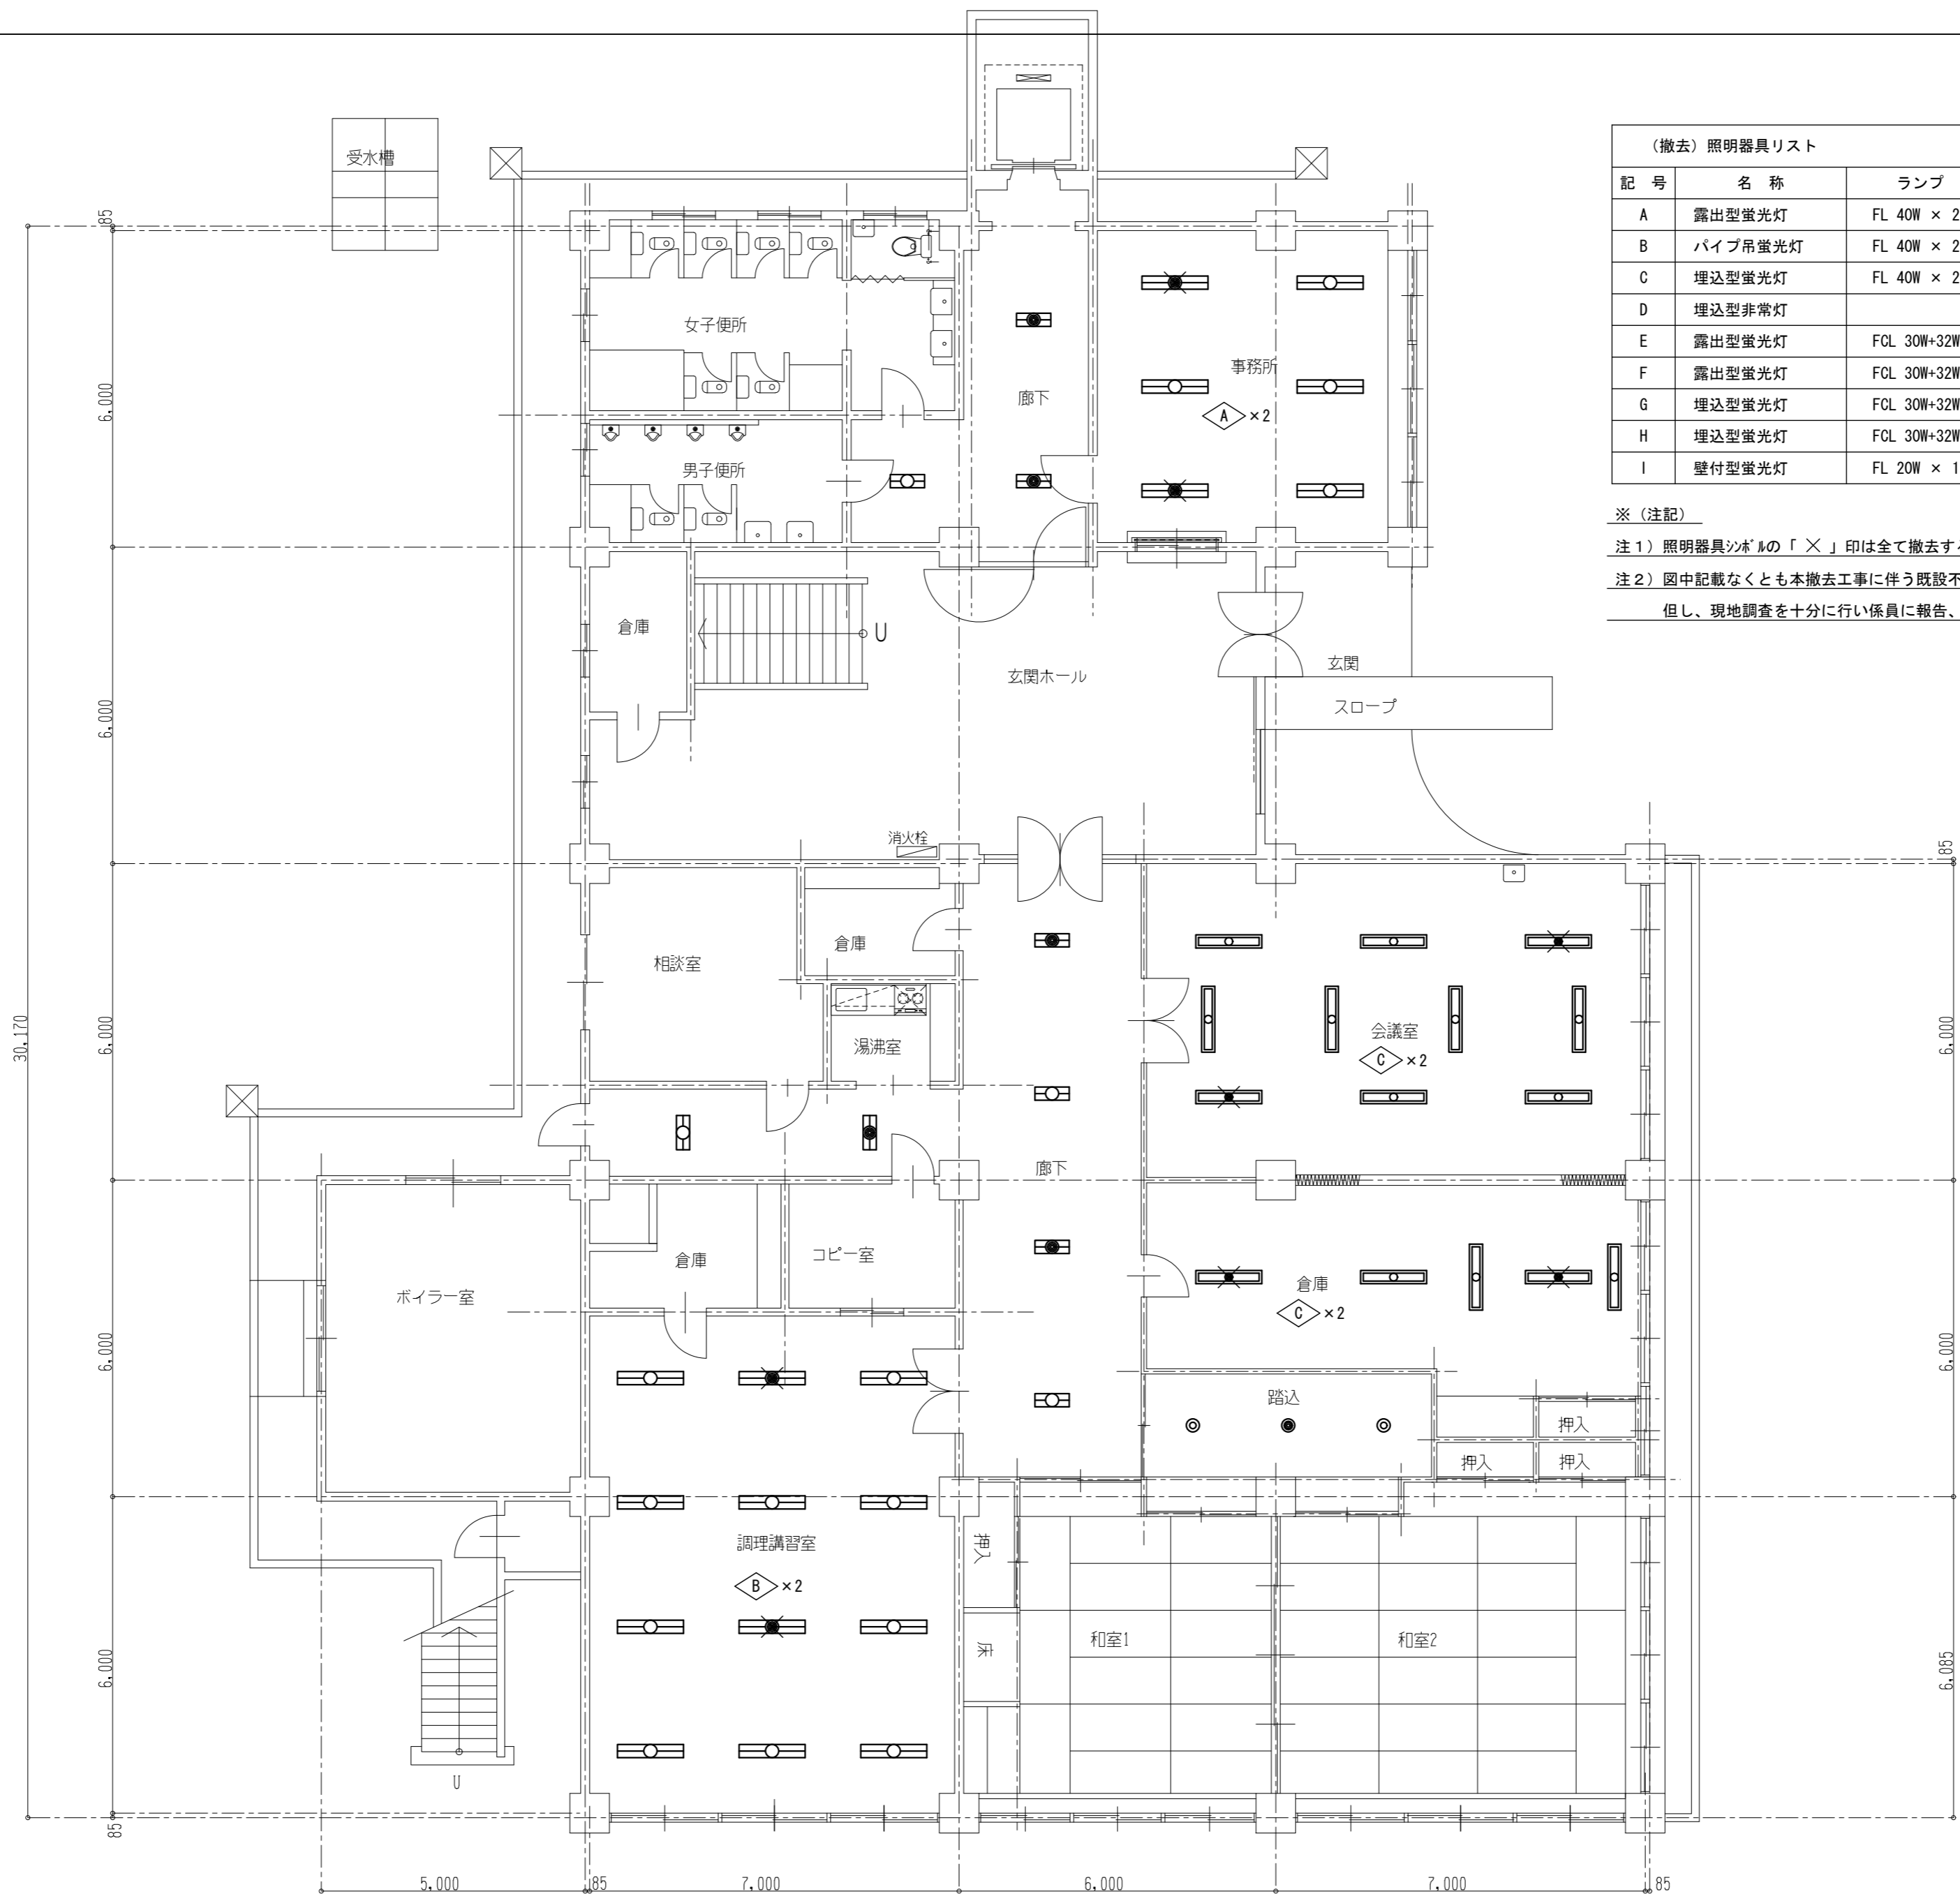 受水槽
（撤去）照明器具リスト
記 号 名 称 ランプ
A 露出型蛍光灯 FL 40W × 2
B パイプ吊蛍光灯 FL 40W × 2
C 埋込型蛍光灯 FL 40W × 2
D 埋込型非常灯
E 露出型蛍光灯 FCL 30W+32W
F 露出型蛍光灯 FCL 30W+32W
G 埋込型蛍光灯 FCL 30W+32W
H 埋込型蛍光灯 FCL 30W+32W
I 壁付型蛍光灯 FL 20W × 1
※（注記）
注１）照明器具ｼﾝﾎﾞﾙの「 × 」印は全て撤去す
注２）図中記載なくとも本撤去工事に伴う既設不
但し、現地調査を十分に行い係員に報告、
女子便所
廊下
事務所
A ×2
男子便所
倉庫
U
玄関ホール
玄関
スロープ
消火栓
相談室
倉庫
湯沸室
会議室
C ×2
廊下
倉庫
コピー室
ボイラー室
倉庫
C ×2
踏込
押入
押入
押入
調理講習室
B ×2
押入
床
和室1
和室2
U
85
6,000
6,000
6,000
6,000
6,000
85
30,170
85
6,000
6,000
6,085
5,000
85
7,000
6,000
7,000
85